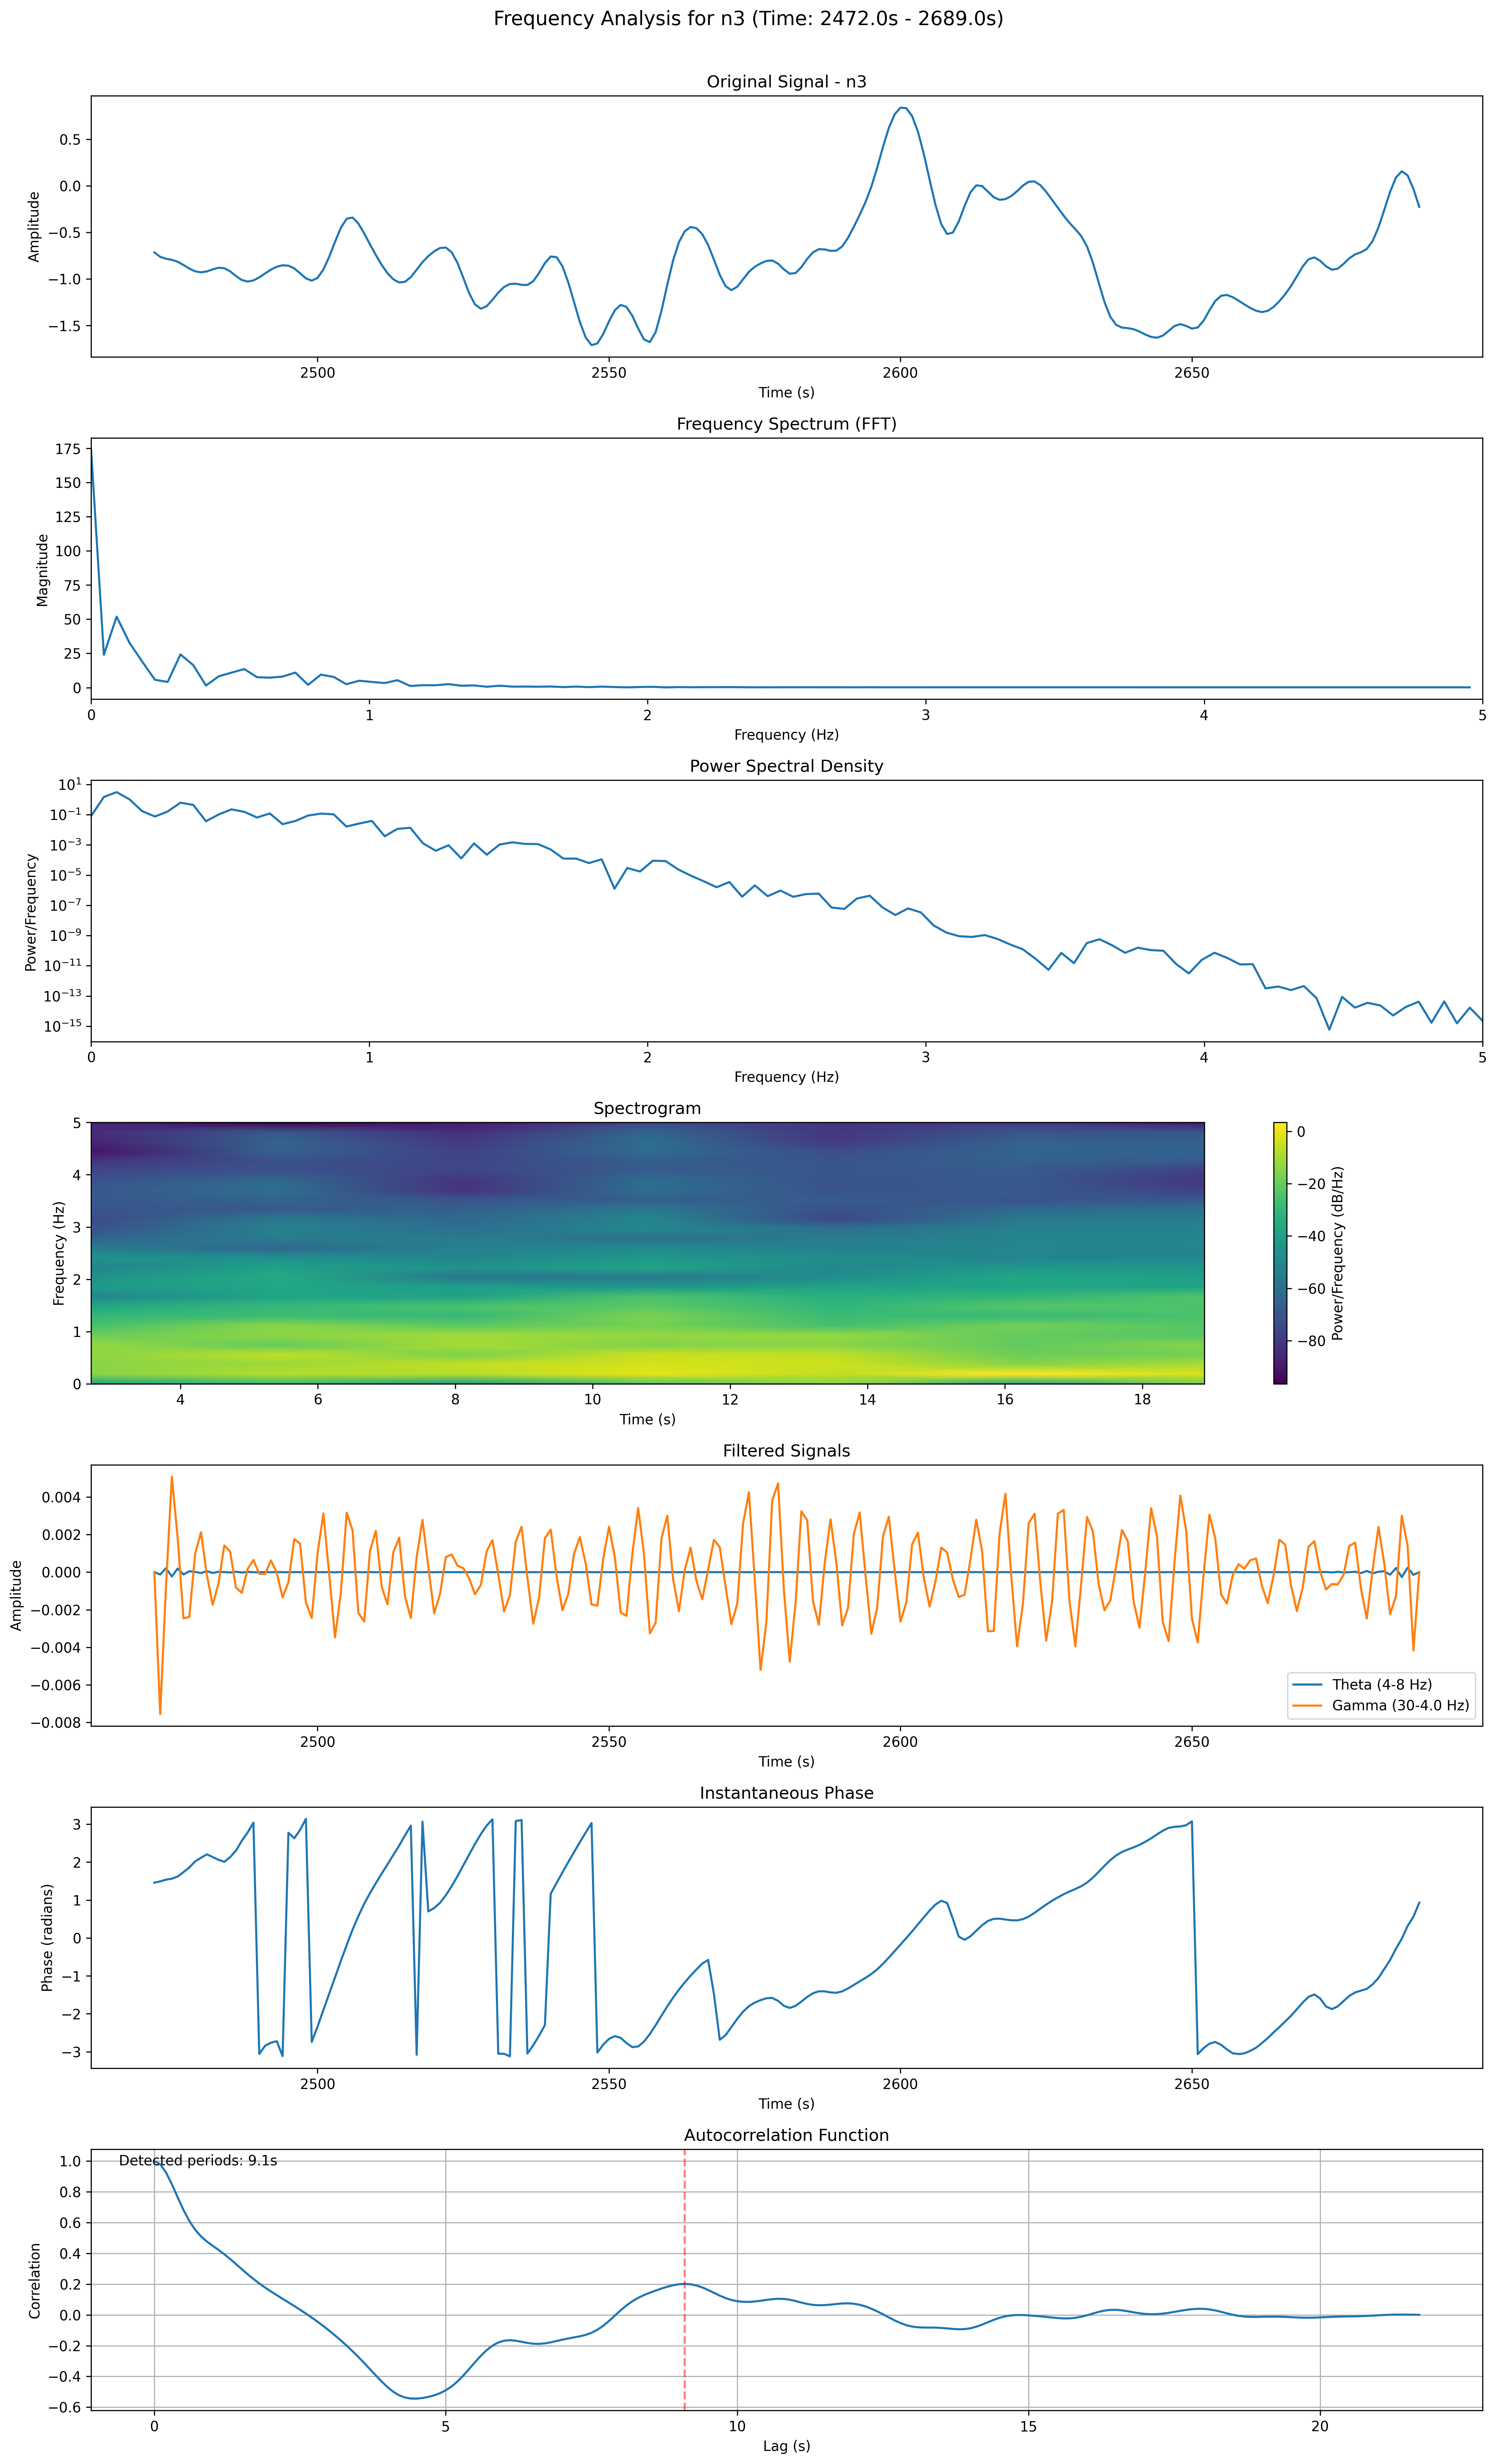 Frequency Analysis for n3 (Time: 2472.0s - 2689.0s)
Original Signal - n3
0.5
0.0
−0.5
−1.0
−1.5
Amplitude
2500 2550 2600 2650
Time (s)
Frequency Spectrum (FFT)
175
150
125
100
75
50
25
0
Magnitude
0 1 2 3 4 5
Frequency (Hz)
Power Spectral Density
10¹
10⁻¹
10⁻³
10⁻⁵
10⁻⁷
10⁻⁹
10⁻¹¹
10⁻¹³
10⁻¹⁵
Power/Frequency
0 1 2 3 4 5
Frequency (Hz)
Spectrogram
5
4
3
2
1
0
Frequency (Hz)
4 6 8 10 12 14 16 18
Time (s)
0
−20
−40
−60
−80
Power/Frequency (dB/Hz)
Filtered Signals
0.004
0.002
0.000
−0.002
−0.004
−0.006
−0.008
Amplitude
Theta (4-8 Hz)
Gamma (30-4.0 Hz)
2500 2550 2600 2650
Time (s)
Instantaneous Phase
3
2
1
0
−1
−2
−3
Phase (radians)
2500 2550 2600 2650
Time (s)
Autocorrelation Function
Detected periods: 9.1s
1.0
0.8
0.6
0.4
0.2
0.0
−0.2
−0.4
−0.6
Correlation
0 5 10 15 20
Lag (s)